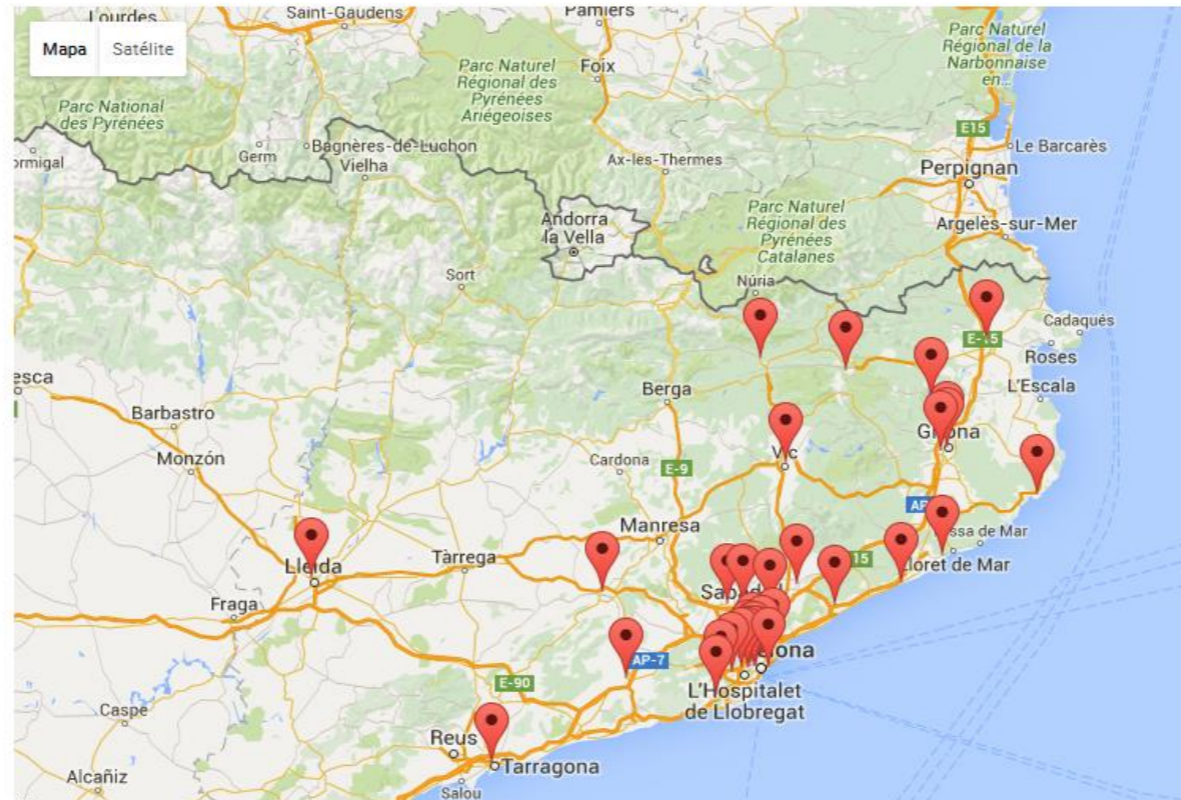 Lourdes
Saint-Gaudens
Pamiers
Mapa
Satélite
Parc Naturel
Régional de la
Narbonnaise
en...
Foix
Parc Naturel
Régional des
Pyrénées
Ariégeoises
Parc National
des Pyrénées
E15
Le Barcarès
Germ
Bagnères-de-Luchon
Vielha
Ax-les-Thermes
Perpignan
Parc Naturel
Régional des
Pyrénées
Catalanes
Argelès-sur-Mer
Andorra
la Vella
Sort
Núria
Cadaqués
E-15
Roses
Berga
L'Escala
Barbastro
Monzón
Cardona
E-9
Vic
Manresa
Tàrrega
Lloret de Mar
Lleida
Fraga
AP-7
E-90
L'Hospitalet
de Llobregat
Caspe
Reus
Tarragona
Alcañiz
Salou